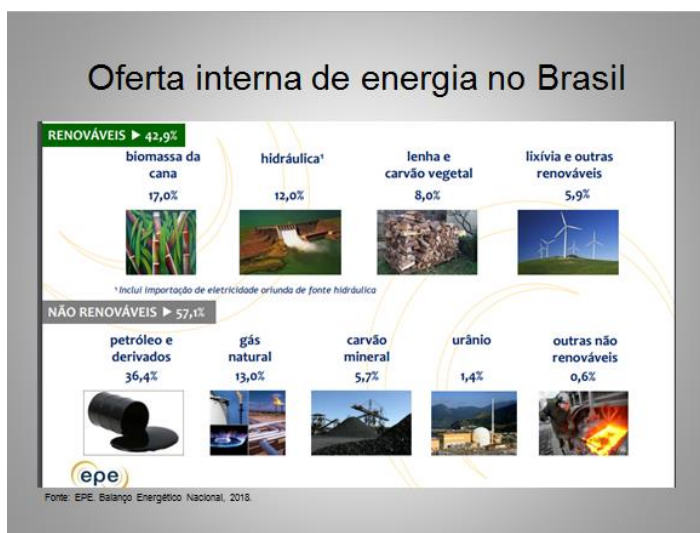 Oferta interna de energia no Brasil
RENOVÁVEIS ▶ 42,9%
biomassa da
cana
17,0%
hidráulica¹
12,0%
lenha e
carvão vegetal
8,0%
lixívia e outras
renováveis
5,9%
¹ Inclui importação de eletricidade oriunda de fonte hidráulica
NÃO RENOVÁVEIS ▶ 57,1%
petróleo e
derivados
36,4%
gás
natural
13,0%
carvão
mineral
5,7%
urânio
1,4%
outras não
renováveis
0,6%
epe
Fonte: EPE. Balanço Energético Nacional, 2018.